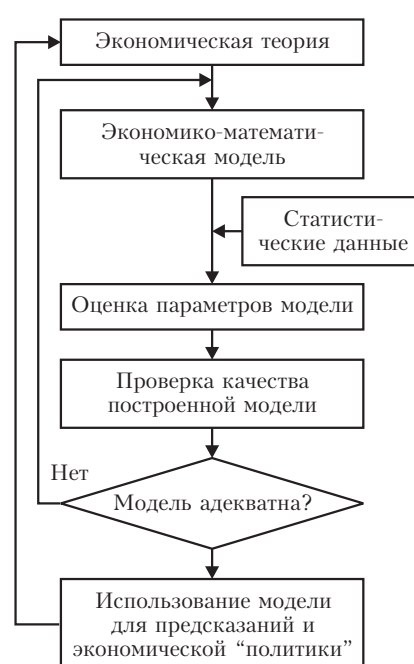 Экономическая теория
Экономико-математи-
ческая модель
Статисти-
ческие данные
Оценка параметров модели
Проверка качества
построенной модели
Нет
Модель адекватна?
Использование модели
для предсказаний и
экономической “политики”